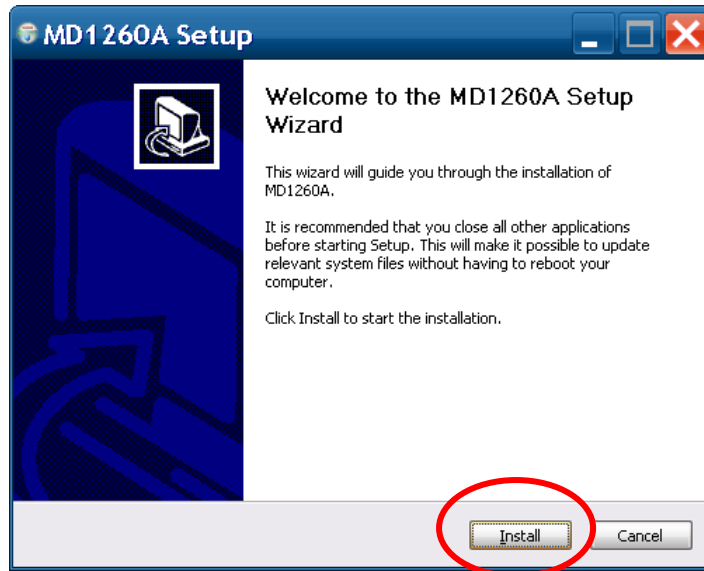 MD1260A Setup
Welcome to the MD1260A Setup
Wizard
This wizard will guide you through the installation of
MD1260A.
It is recommended that you close all other applications
before starting Setup. This will make it possible to update
relevant system files without having to reboot your
computer.
Click Install to start the installation.
Install Cancel